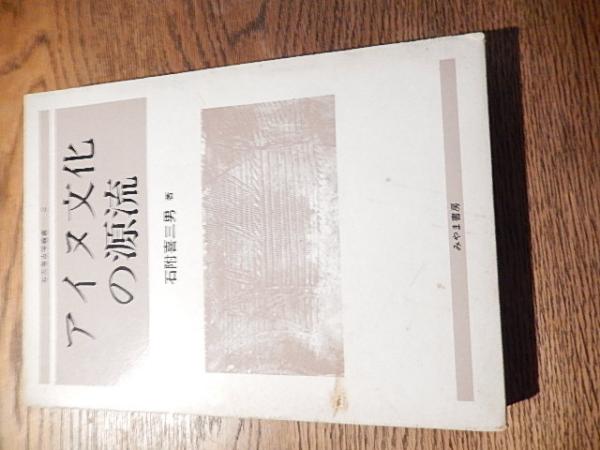 アイヌ文化
の源流
石附喜三男 著
みやま書房